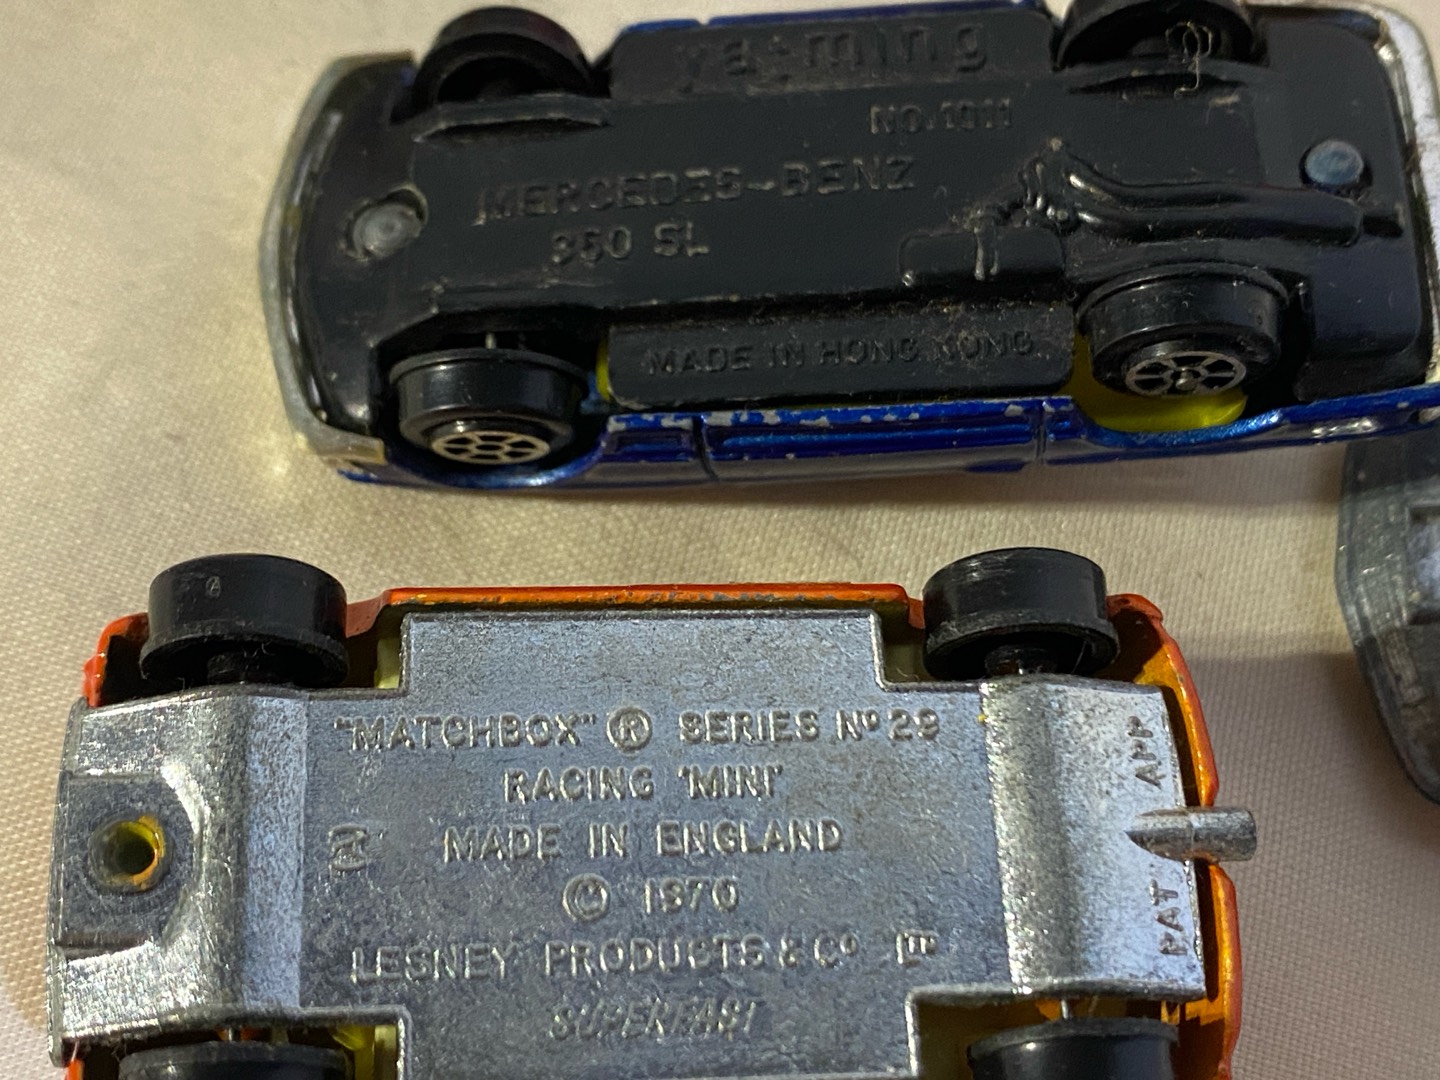 yatming
NO.1011
MERCEDES-BENZ
350 SL
MADE IN HONG KONG
"MATCHBOX" ® SERIES Nº 29
RACING 'MINI'
MADE IN ENGLAND
© 1970
LESNEY PRODUCTS & Cº LTD
SUPERFAST
PAT APP